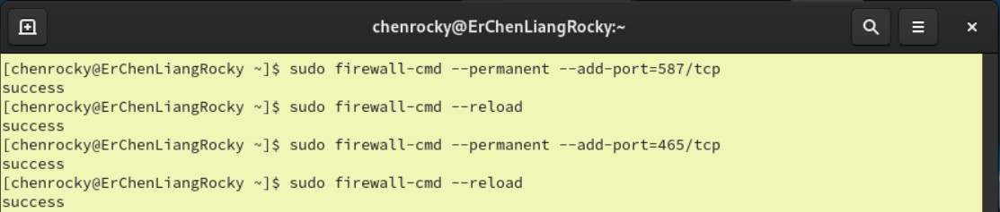 chenrocky@ErChenLiangRocky:~
[chenrocky@ErChenLiangRocky ~]$ sudo firewall-cmd --permanent --add-port=587/tcp
success
[chenrocky@ErChenLiangRocky ~]$ sudo firewall-cmd --reload
success
[chenrocky@ErChenLiangRocky ~]$ sudo firewall-cmd --permanent --add-port=465/tcp
success
[chenrocky@ErChenLiangRocky ~]$ sudo firewall-cmd --reload
success